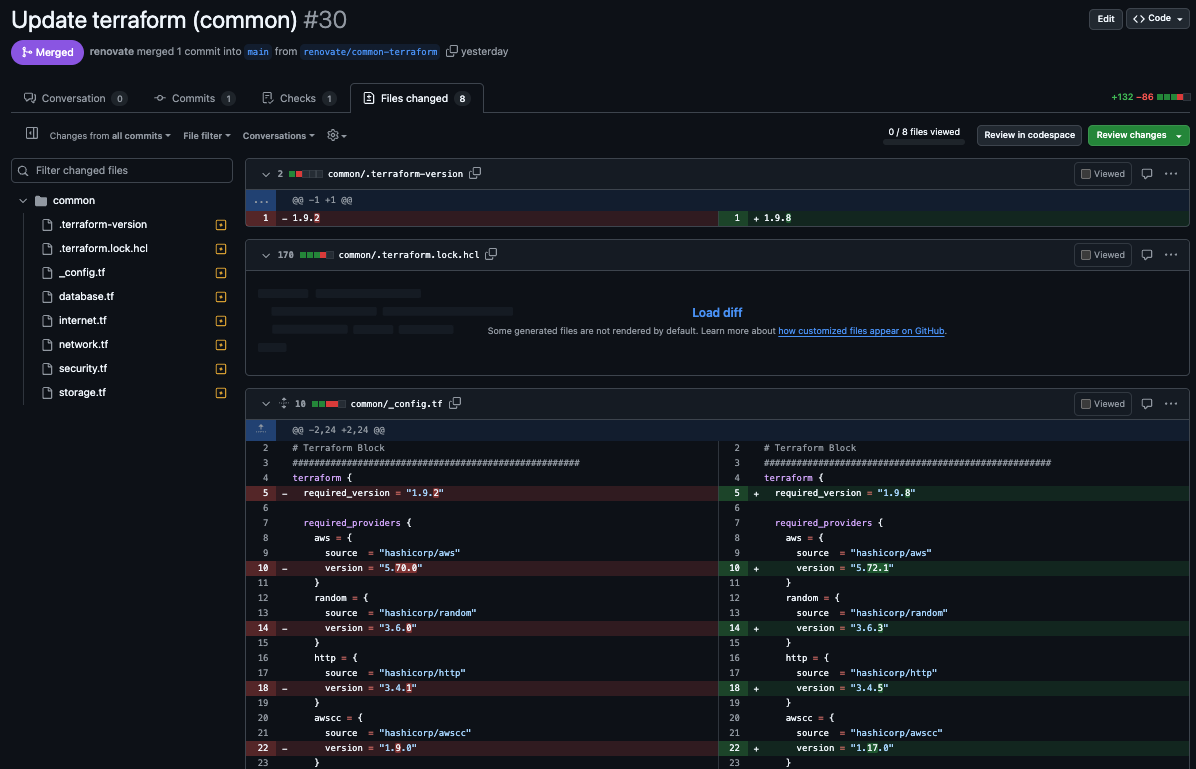 Update terraform (common) #30
Edit
Code
Merged
renovate merged 1 commit into main from renovate/common-terraform yesterday
Conversation 0
Commits 1
Checks 1
Files changed 8
+132 −86
Changes from all commits
File filter
Conversations
0 / 8 files viewed
Review in codespace
Review changes
Filter changed files
common
.terraform-version
.terraform.lock.hcl
_config.tf
database.tf
internet.tf
network.tf
security.tf
storage.tf
2 common/.terraform-version
Viewed
@@ -1 +1 @@
1 - 1.9.2
1 + 1.9.8
170 common/.terraform.lock.hcl
Viewed
Load diff
Some generated files are not rendered by default. Learn more about how customized files appear on GitHub.
10 common/_config.tf
Viewed
@@ -2,24 +2,24 @@
2 # Terraform Block
3 #####################################################
4 terraform {
5 - required_version = "1.9.2"
6
7 required_providers {
8 aws = {
9 source = "hashicorp/aws"
10 - version = "5.70.0"
11 }
12 random = {
13 source = "hashicorp/random"
14 - version = "3.6.0"
15 }
16 http = {
17 source = "hashicorp/http"
18 - version = "3.4.1"
19 }
20 awscc = {
21 source = "hashicorp/awscc"
22 - version = "1.9.0"
23 }
2 # Terraform Block
3 #####################################################
4 terraform {
5 + required_version = "1.9.8"
6
7 required_providers {
8 aws = {
9 source = "hashicorp/aws"
10 + version = "5.72.1"
11 }
12 random = {
13 source = "hashicorp/random"
14 + version = "3.6.3"
15 }
16 http = {
17 source = "hashicorp/http"
18 + version = "3.4.5"
19 }
20 awscc = {
21 source = "hashicorp/awscc"
22 + version = "1.17.0"
23 }